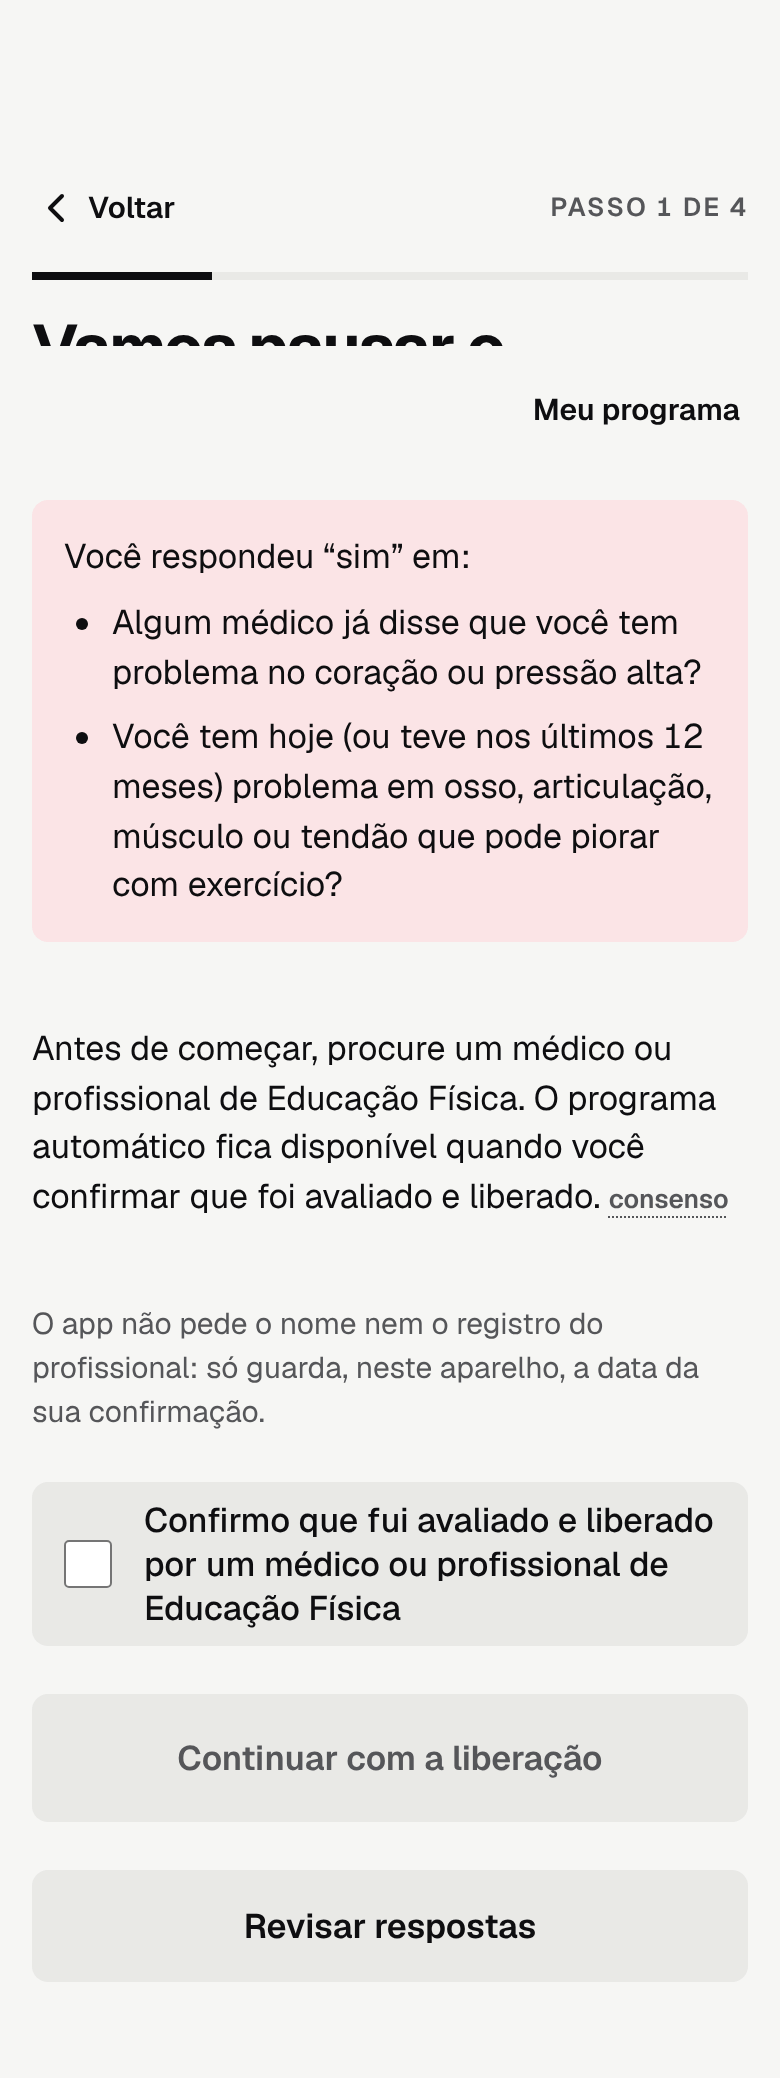 Voltar
PASSO 1 DE 4
Vamos pausar o
Meu programa
Você respondeu “sim” em:
• Algum médico já disse que você tem
problema no coração ou pressão alta?
• Você tem hoje (ou teve nos últimos 12
meses) problema em osso, articulação,
músculo ou tendão que pode piorar
com exercício?
Antes de começar, procure um médico ou
profissional de Educação Física. O programa
automático fica disponível quando você
confirmar que foi avaliado e liberado. consenso
O app não pede o nome nem o registro do
profissional: só guarda, neste aparelho, a data da
sua confirmação.
Confirmo que fui avaliado e liberado
por um médico ou profissional de
Educação Física
Continuar com a liberação
Revisar respostas